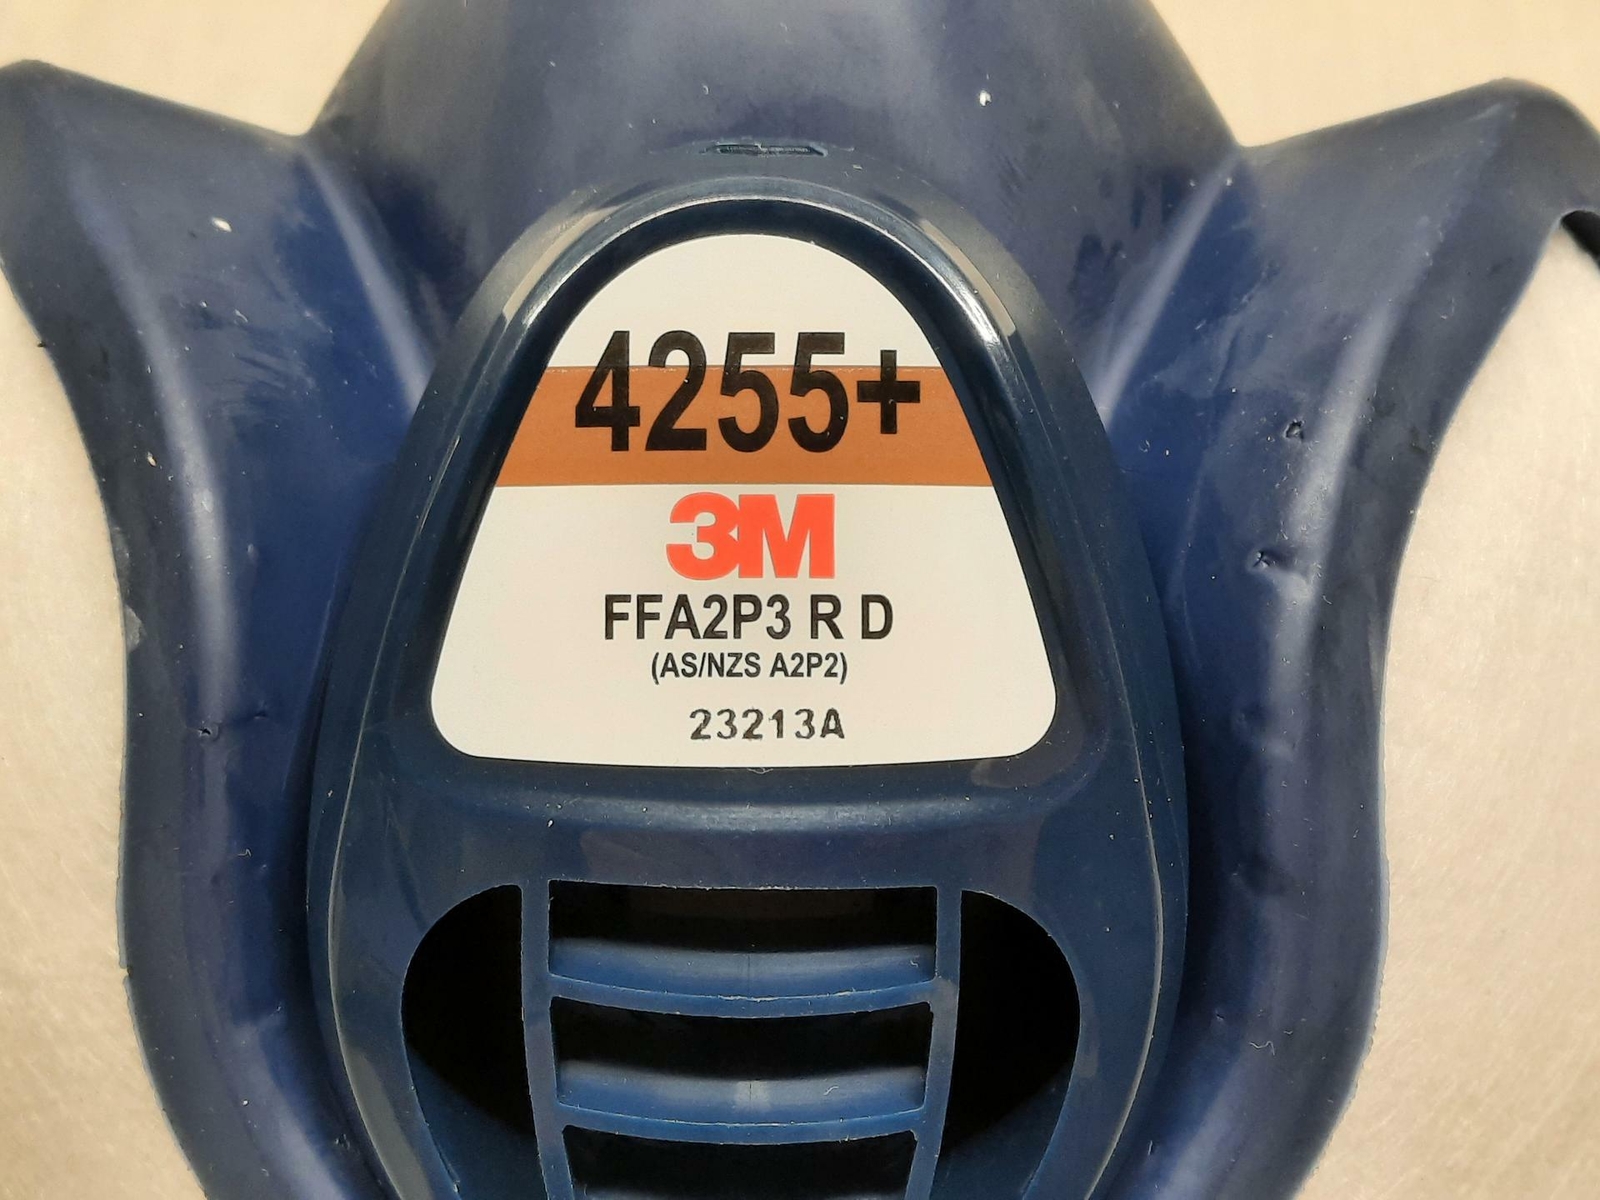 4255+
3M
FFA2P3 R D
(AS/NZS A2P2)
23213A